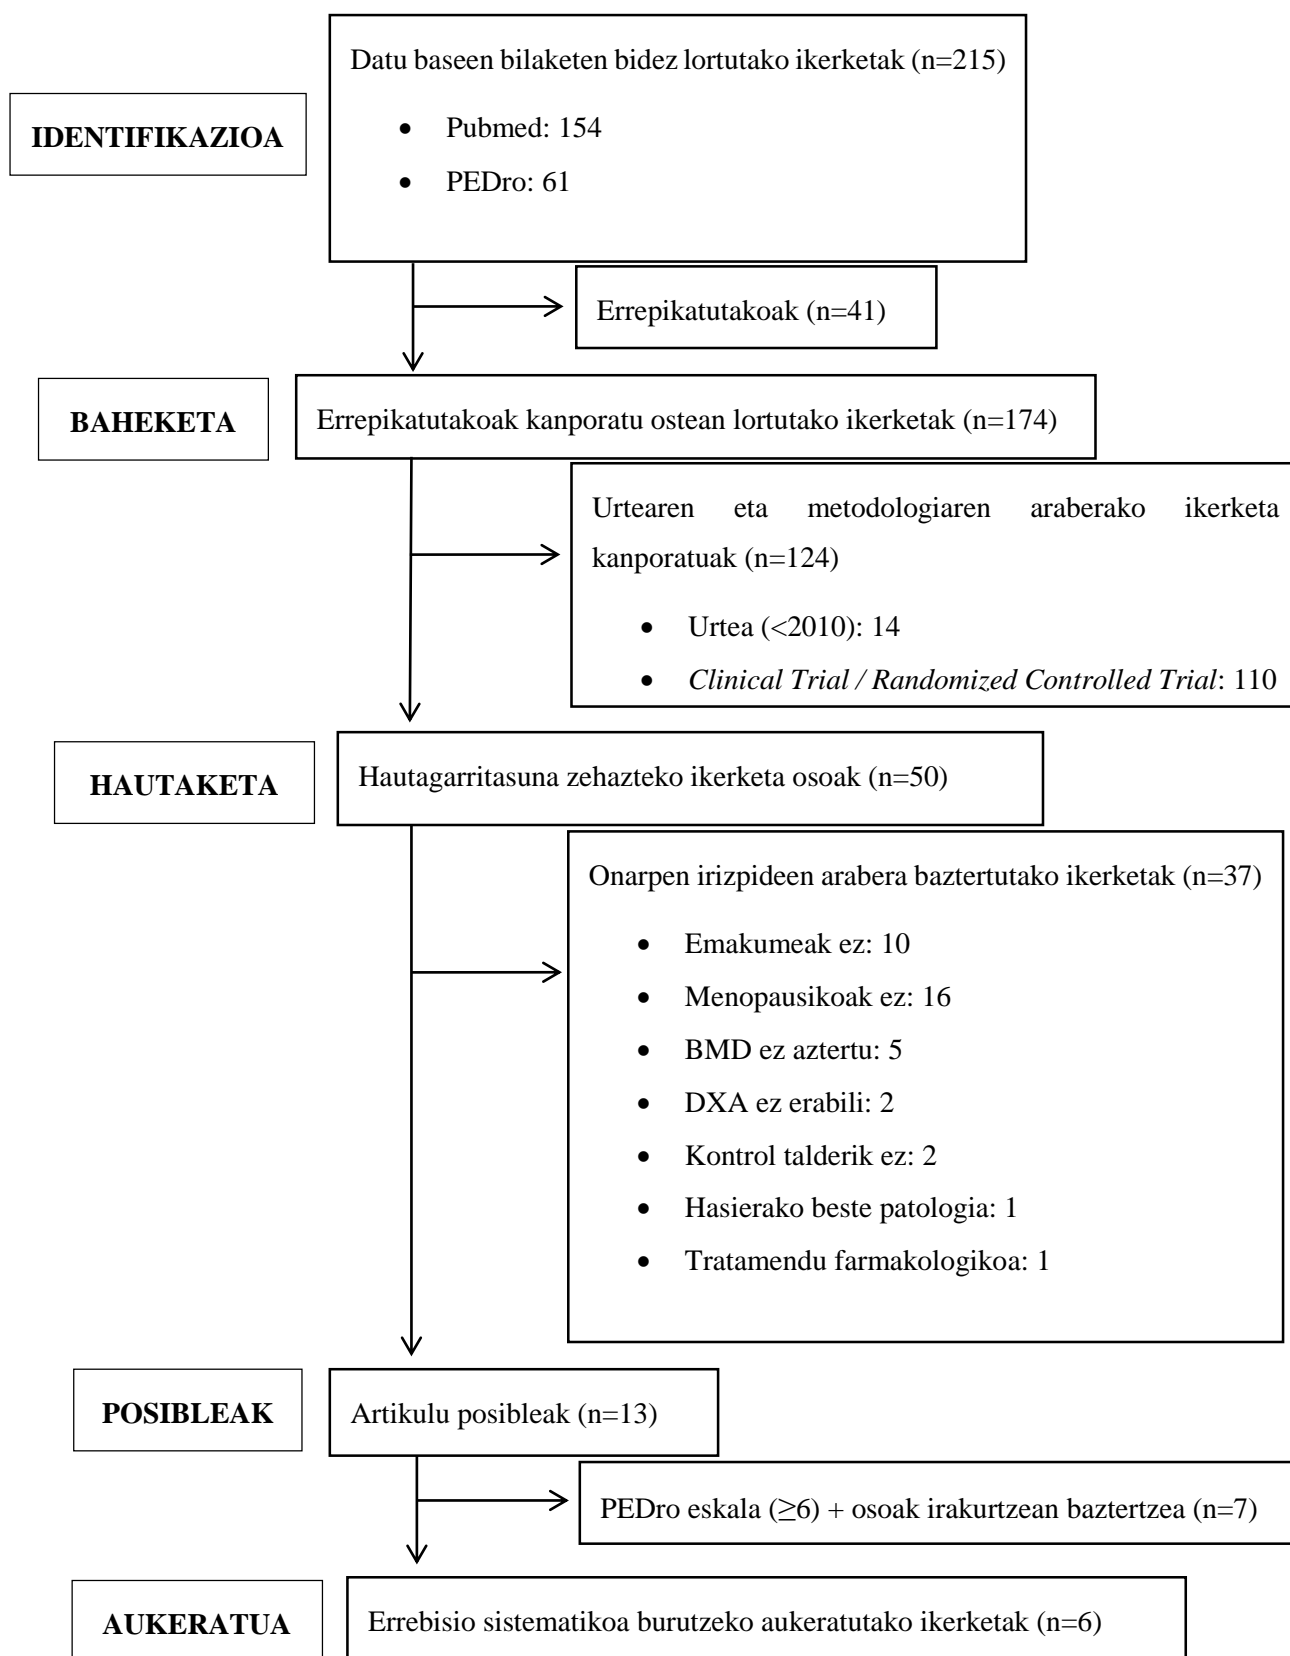 Datu baseen bilaketen bidez lortutako ikerketak (n=215)
IDENTIFIKAZIOA
• Pubmed: 154
• PEDro: 61
Errepikatutakoak (n=41)
BAHEKETA
Errepikatutakoak kanporatu ostean lortutako ikerketak (n=174)
Urtearen eta metodologiaren araberako ikerketa
kanporatuak (n=124)
• Urtea (<2010): 14
• Clinical Trial / Randomized Controlled Trial: 110
HAUTAKETA
Hautagarritasuna zehazteko ikerketa osoak (n=50)
Onarpen irizpideen arabera baztertutako ikerketak (n=37)
• Emakumeak ez: 10
• Menopausikoak ez: 16
• BMD ez aztertu: 5
• DXA ez erabili: 2
• Kontrol talderik ez: 2
• Hasierako beste patologia: 1
• Tratamendu farmakologikoa: 1
POSIBLEAK
Artikulu posibleak (n=13)
PEDro eskala (≥6) + osoak irakurtzean baztertzea (n=7)
AUKERATUA
Errebisio sistematikoa burutzeko aukeratutako ikerketak (n=6)